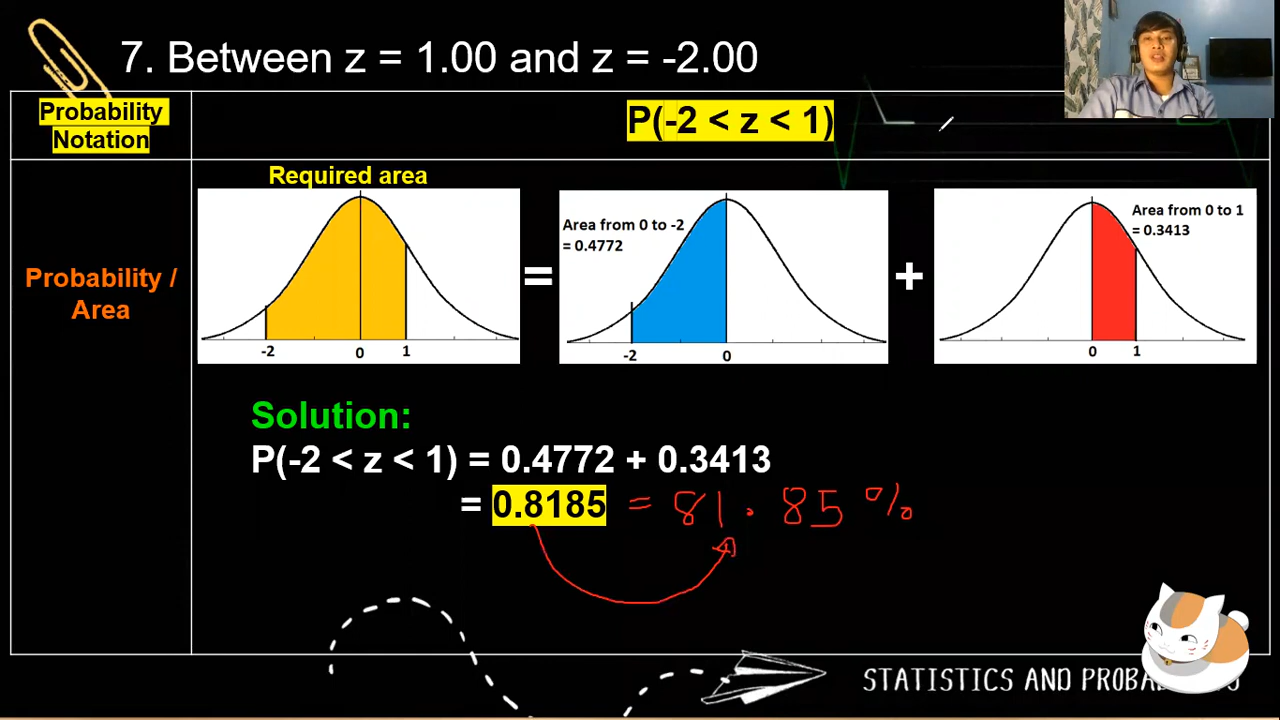 7. Between z = 1.00 and z = -2.00
Probability
Notation
P(-2 < z < 1)
Required area
Probability /
Area
-2 0 1
=
Area from 0 to -2
= 0.4772
-2 0
+
Area from 0 to 1
= 0.3413
0 1
Solution:
P(-2 < z < 1) = 0.4772 + 0.3413
= 0.8185 = 81.85 %
STATISTICS AND